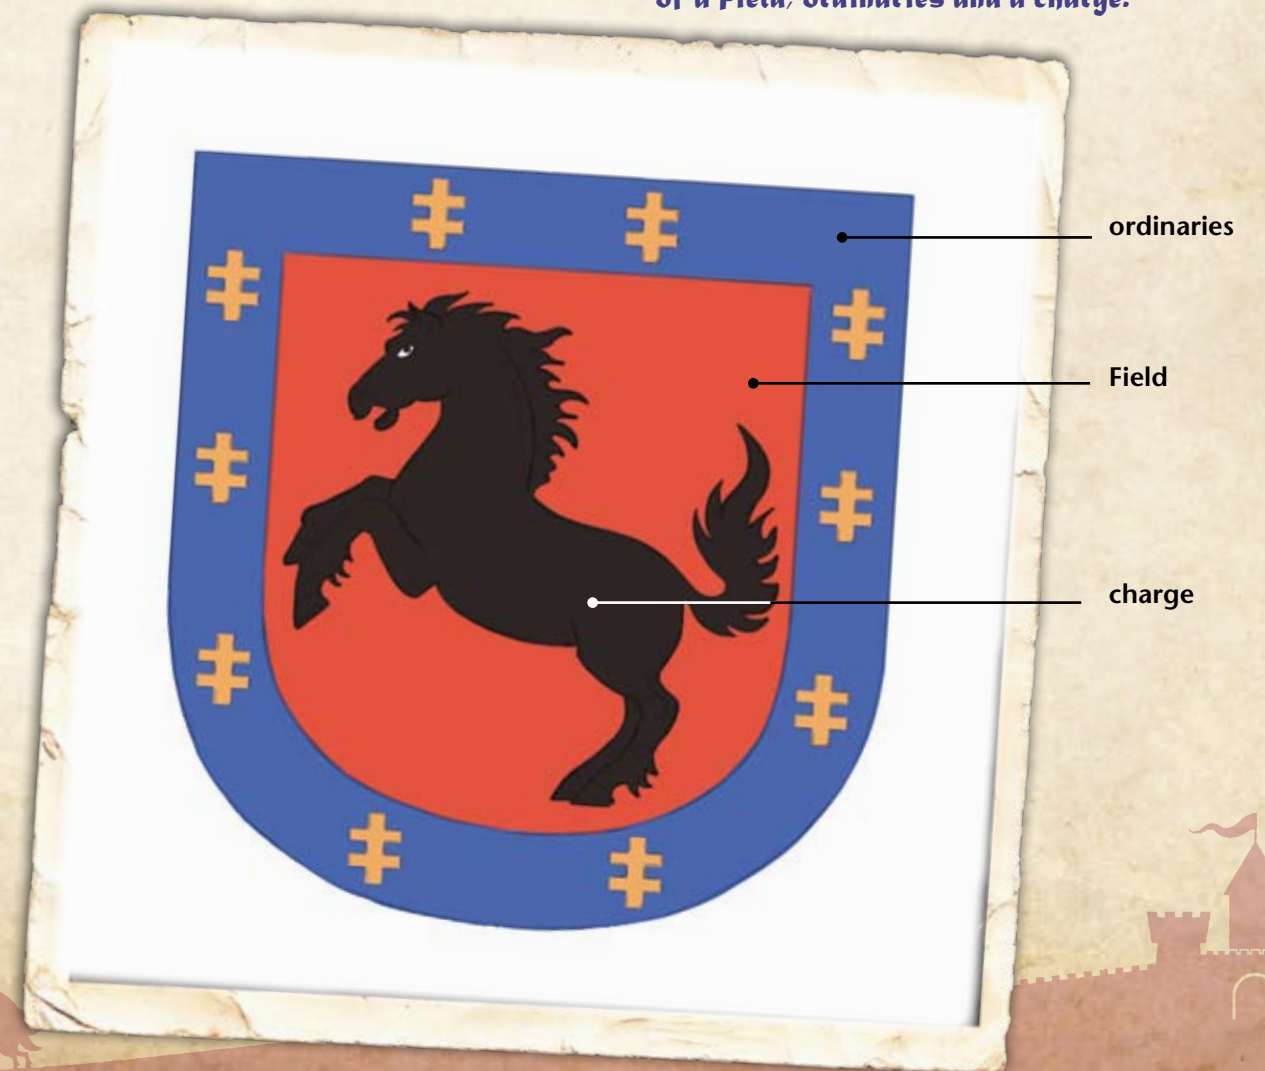 of a Field, Ordinaries and a charge.
ordinaries
Field
charge